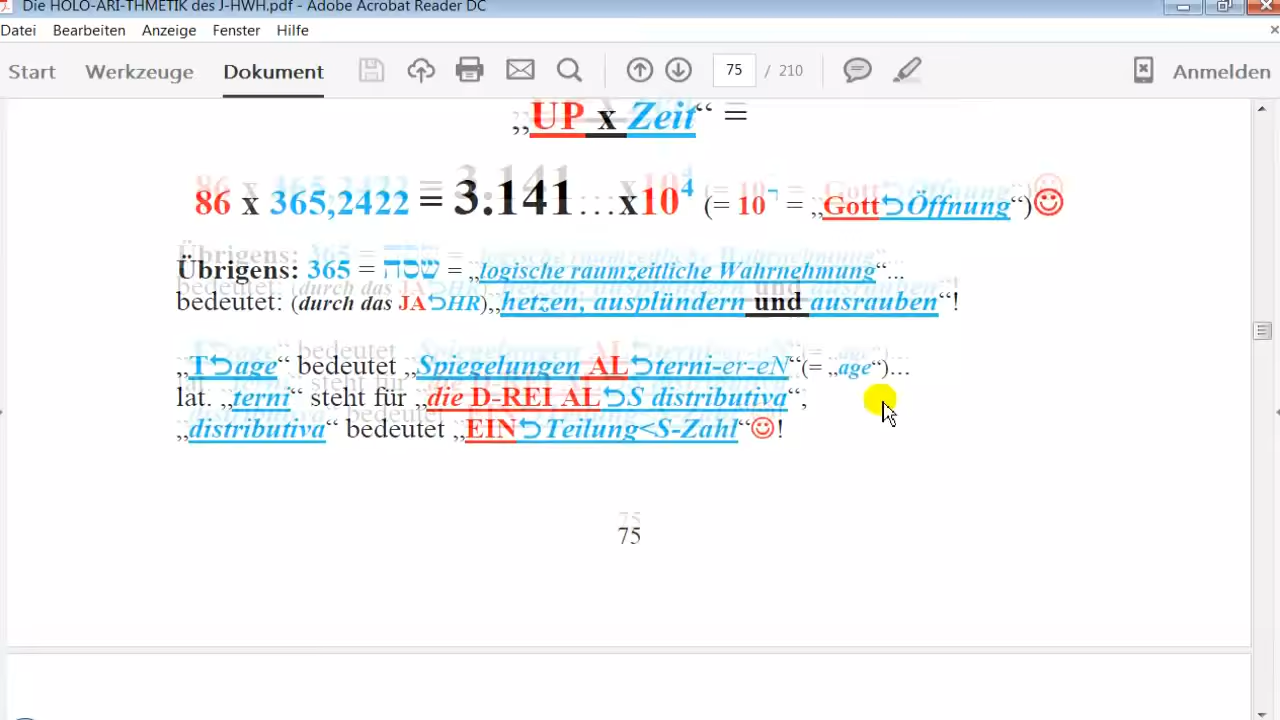 Die HOLO-ARI-THMETIK des J-HWH.pdf - Adobe Acrobat Reader DC
Datei Bearbeiten Anzeige Fenster Hilfe
Start Werkzeuge Dokument 75 / 210 Anmelden
„UP x Zeit“ =
86 x 365,2422 = 3.141…x10⁴ (= 10ㄱ = „Gott⮌Öffnung“)☺
Übrigens: 365 = שסה = „logische raumzeitliche Wahrnehmung“...
bedeutet: (durch das JA⮌HR)„hetzen, ausplündern und ausrauben“!
„T⮌age“ bedeutet „Spiegelungen AL⮌terni-er-eN“(= „age“)...
lat. „terni“ steht für „die D-REI AL⮌S distributiva“,
„distributiva“ bedeutet „EIN⮌Teilung<S-Zahl“☺!
75